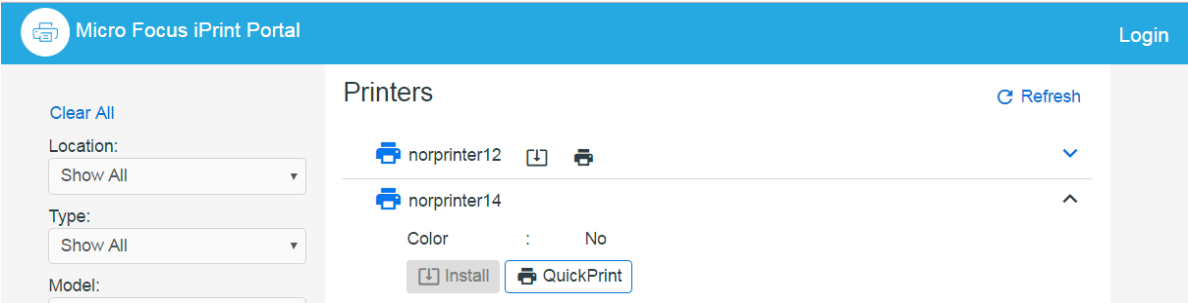 Micro Focus iPrint Portal
Login
Clear All
Location:
Show All
Type:
Show All
Model:
Printers
Refresh
norprinter12
norprinter14
Color : No
Install QuickPrint